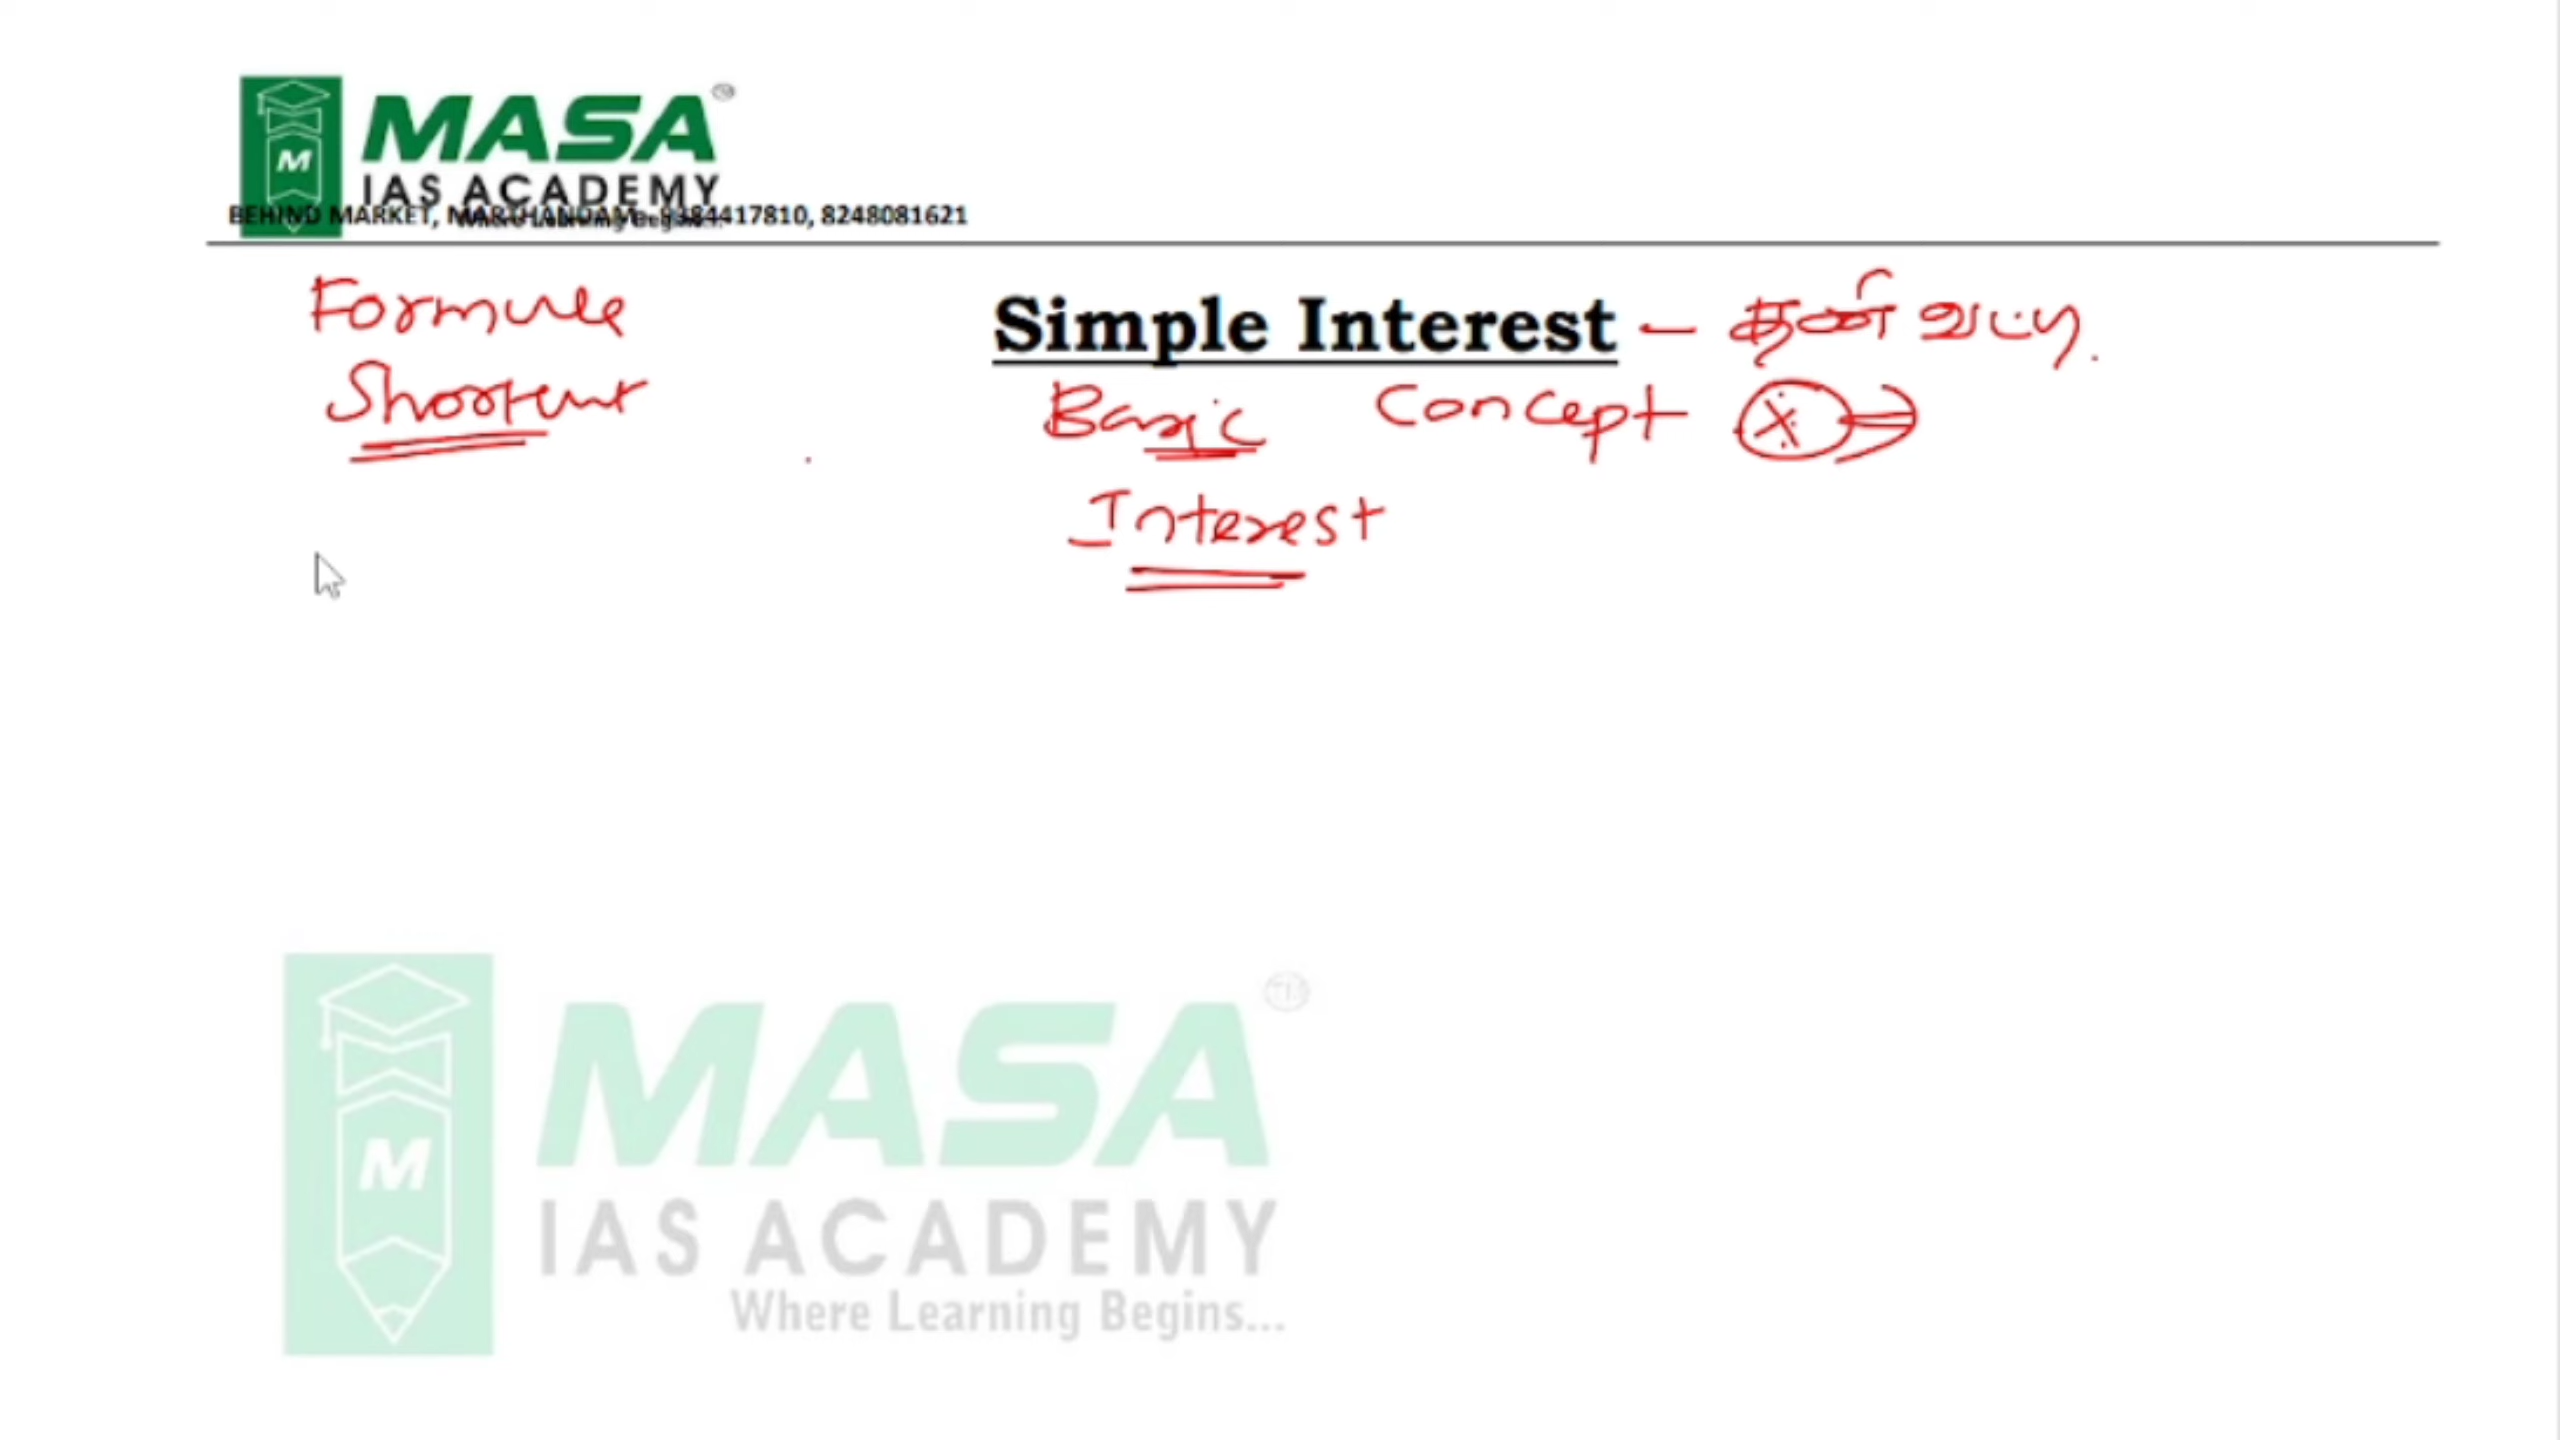 MASA
IAS ACADEMY
BEHIND MARKET, MARTHANDAM - 9384417810, 8248081621
Formule
Simple Interest - தனி வட்டி.
Shortcut
Basic Concept
Interest
MASA
M
IAS ACADEMY
Where Learning Begins...